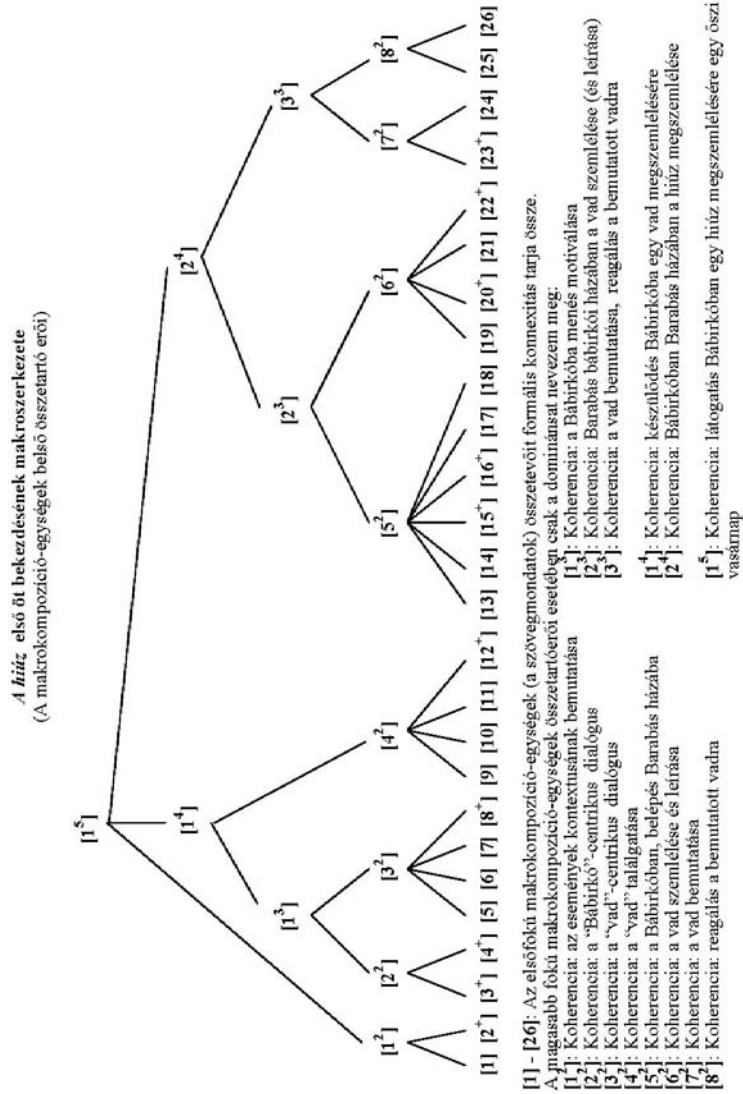 A hiúz első öt bekezdésének makroszerkezete
(A makrokompozíció-egységek belső összetartó erői)
[1⁵]
[1⁴] [2⁴]
[1³] [2³] [3³]
[1²] [2²] [3²] [4²] [5²] [6²] [7²] [8²]
[1] [2⁺] [3⁺] [4⁺] [5] [6] [7] [8⁺] [9] [10] [11] [12⁺] [13] [14] [15⁺] [16⁺] [17] [18] [19] [20⁺] [21] [22⁺] [23⁺] [24] [25] [26]
[1] - [26]: Az elsőfokú makrokompozíció-egységek (a szövegmondatok) összetevőit formális konnexitás tarja össze.
A magasabb fokú makrokompozíció-egységek összetartóerői esetében csak a dominánsat nevezem meg:
[1²]: Koherencia: az események kontextusának bemutatása
[2²]: Koherencia: a "Bábirkó"-centrikus dialógus
[3²]: Koherencia: a "vad"-centrikus dialógus
[4²]: Koherencia: a "vad" találgatása
[5²]: Koherencia: a Bábirkóban, belépés Barabás házába
[6²]: Koherencia: a vad szemlélése és leírása
[7²]: Koherencia: a vad bemutatása
[8²]: Koherencia: reagálás a bemutatott vadra
[1³]: Koherencia: a Bábirkóba menés motiválása
[2³]: Koherencia: Barabás bábirkói házában a vad szemlélése (és leírása)
[3³]: Koherencia: a vad bemutatása, reagálás a bemutatott vadra
[1⁴]: Koherencia: készülődés Bábirkóba egy vad megszemlélésére
[2⁴]: Koherencia: Bábirkóban Barabás házában a hiúz megszemlélése
[1⁵]: Koherencia: látogatás Bábirkóban egy hiúz megszemlélésére egy őszi
vasárnap